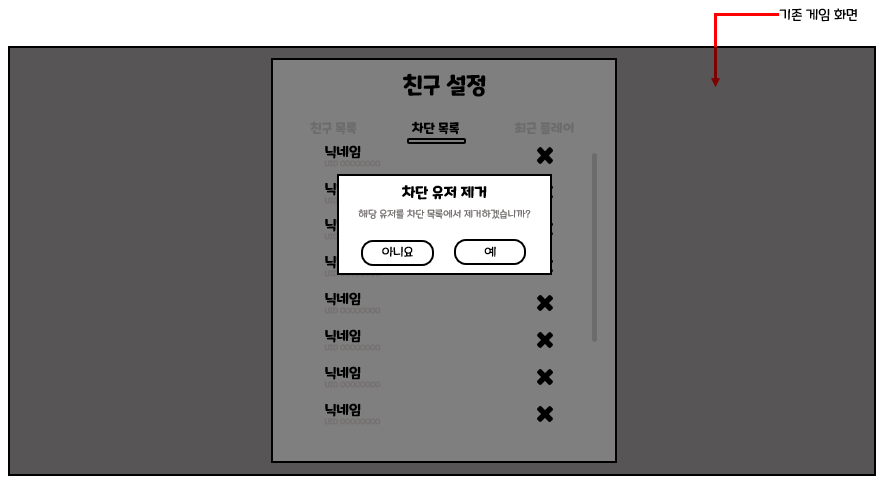 기존 게임 화면
친구 설정
친구 목록 차단 목록 최근 플레이
닉네임
UID 00000000
닉
UID
차단 유저 제거
해당 유저를 차단 목록에서 제거하겠습니까?
닉
UID
아니요 예
닉
UID
닉네임
UID 00000000
닉네임
UID 00000000
닉네임
UID 00000000
닉네임
UID 00000000